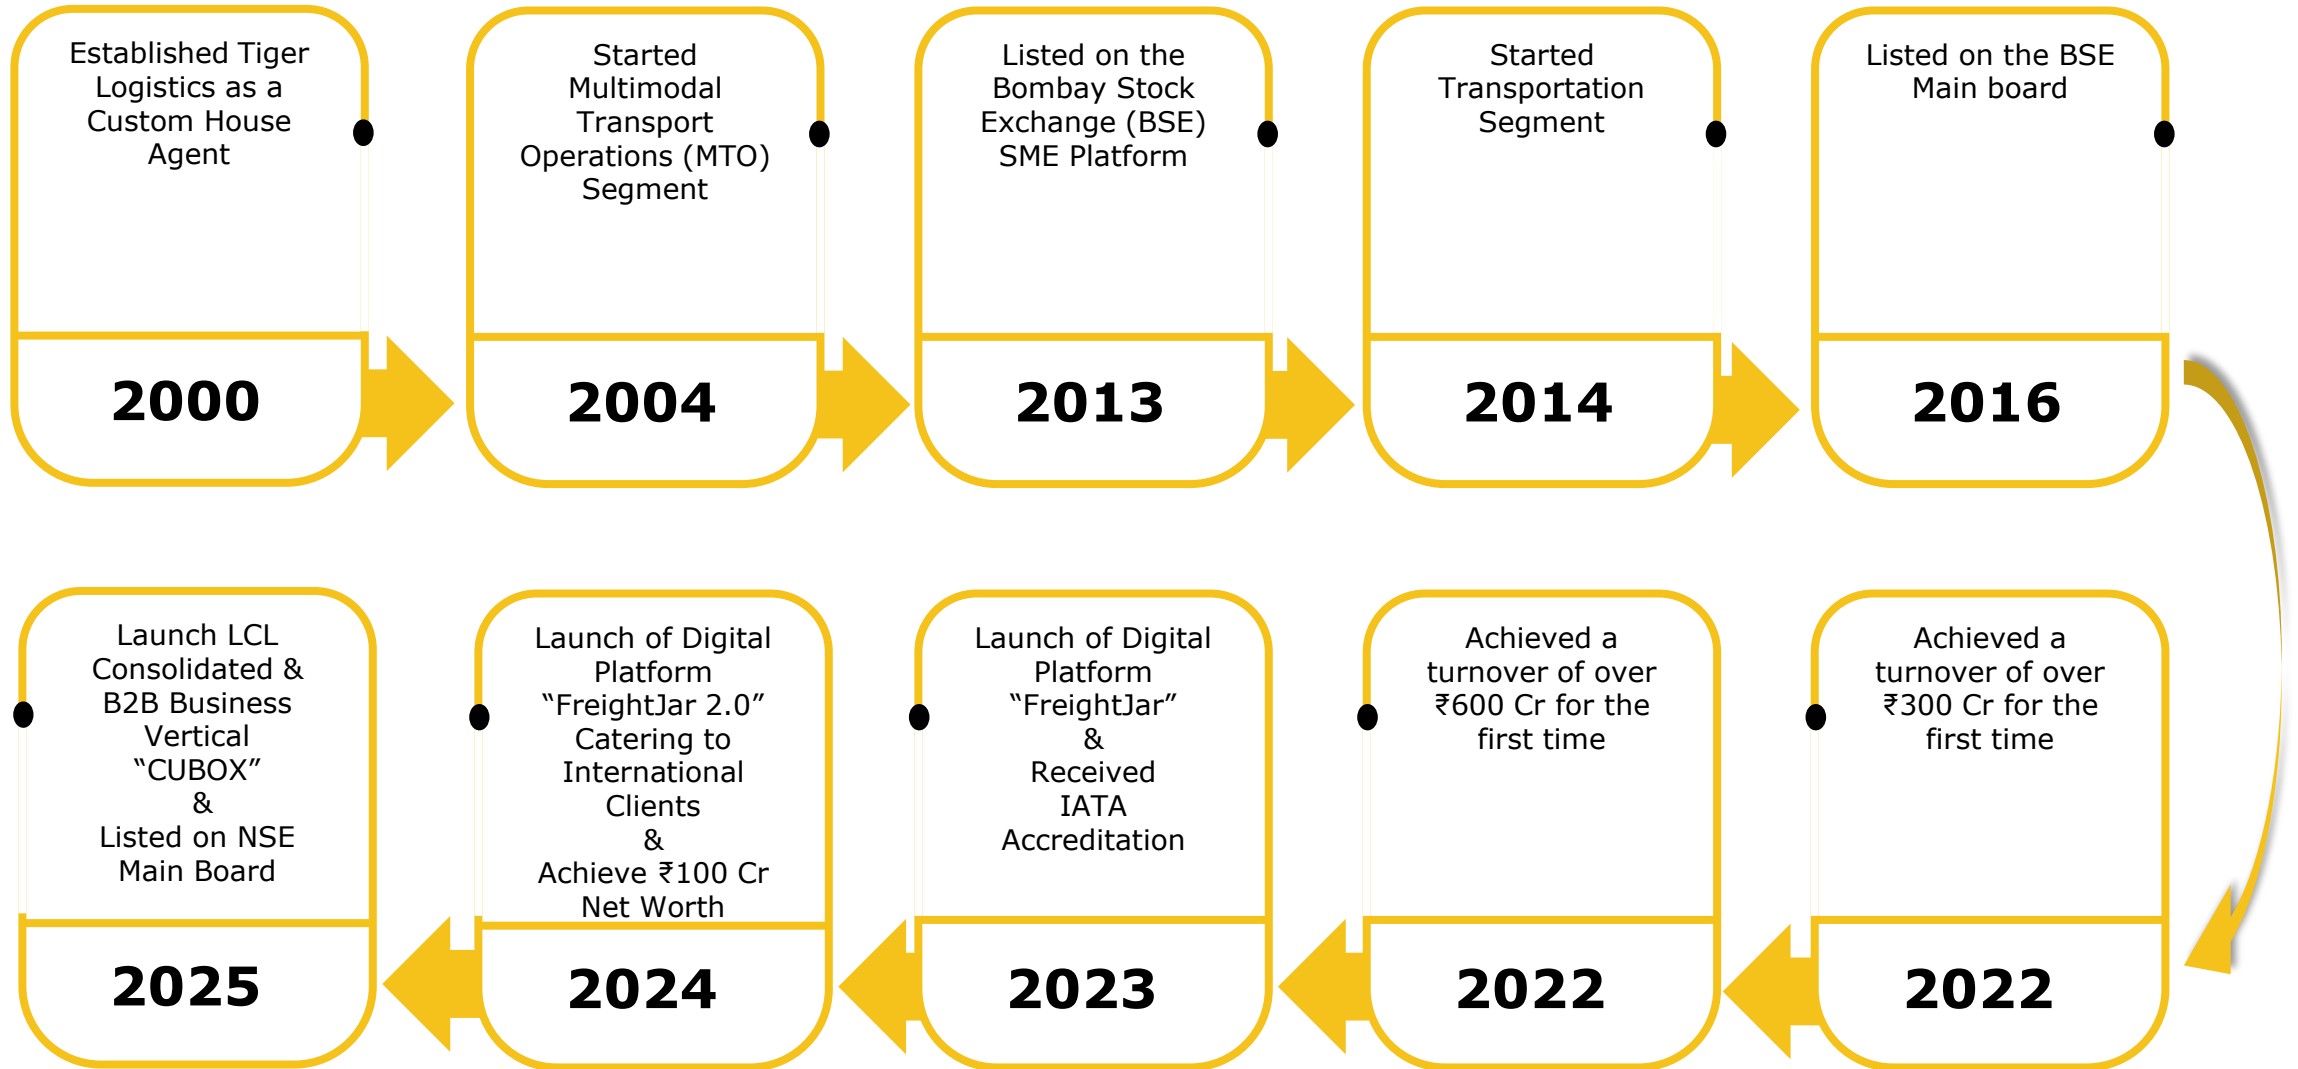 Established Tiger
Logistics as a
Custom House
Agent
2000
Started
Multimodal
Transport
Operations (MTO)
Segment
2004
Listed on the
Bombay Stock
Exchange (BSE)
SME Platform
2013
Started
Transportation
Segment
2014
Listed on the BSE
Main board
2016
Achieved a
turnover of over
₹300 Cr for the
first time
2022
Achieved a
turnover of over
₹600 Cr for the
first time
2022
Launch of Digital
Platform
“FreightJar”
&
Received
IATA
Accreditation
2023
Launch of Digital
Platform
“FreightJar 2.0”
Catering to
International
Clients
&
Achieve ₹100 Cr
Net Worth
2024
Launch LCL
Consolidated &
B2B Business
Vertical
“CUBOX”
&
Listed on NSE
Main Board
2025